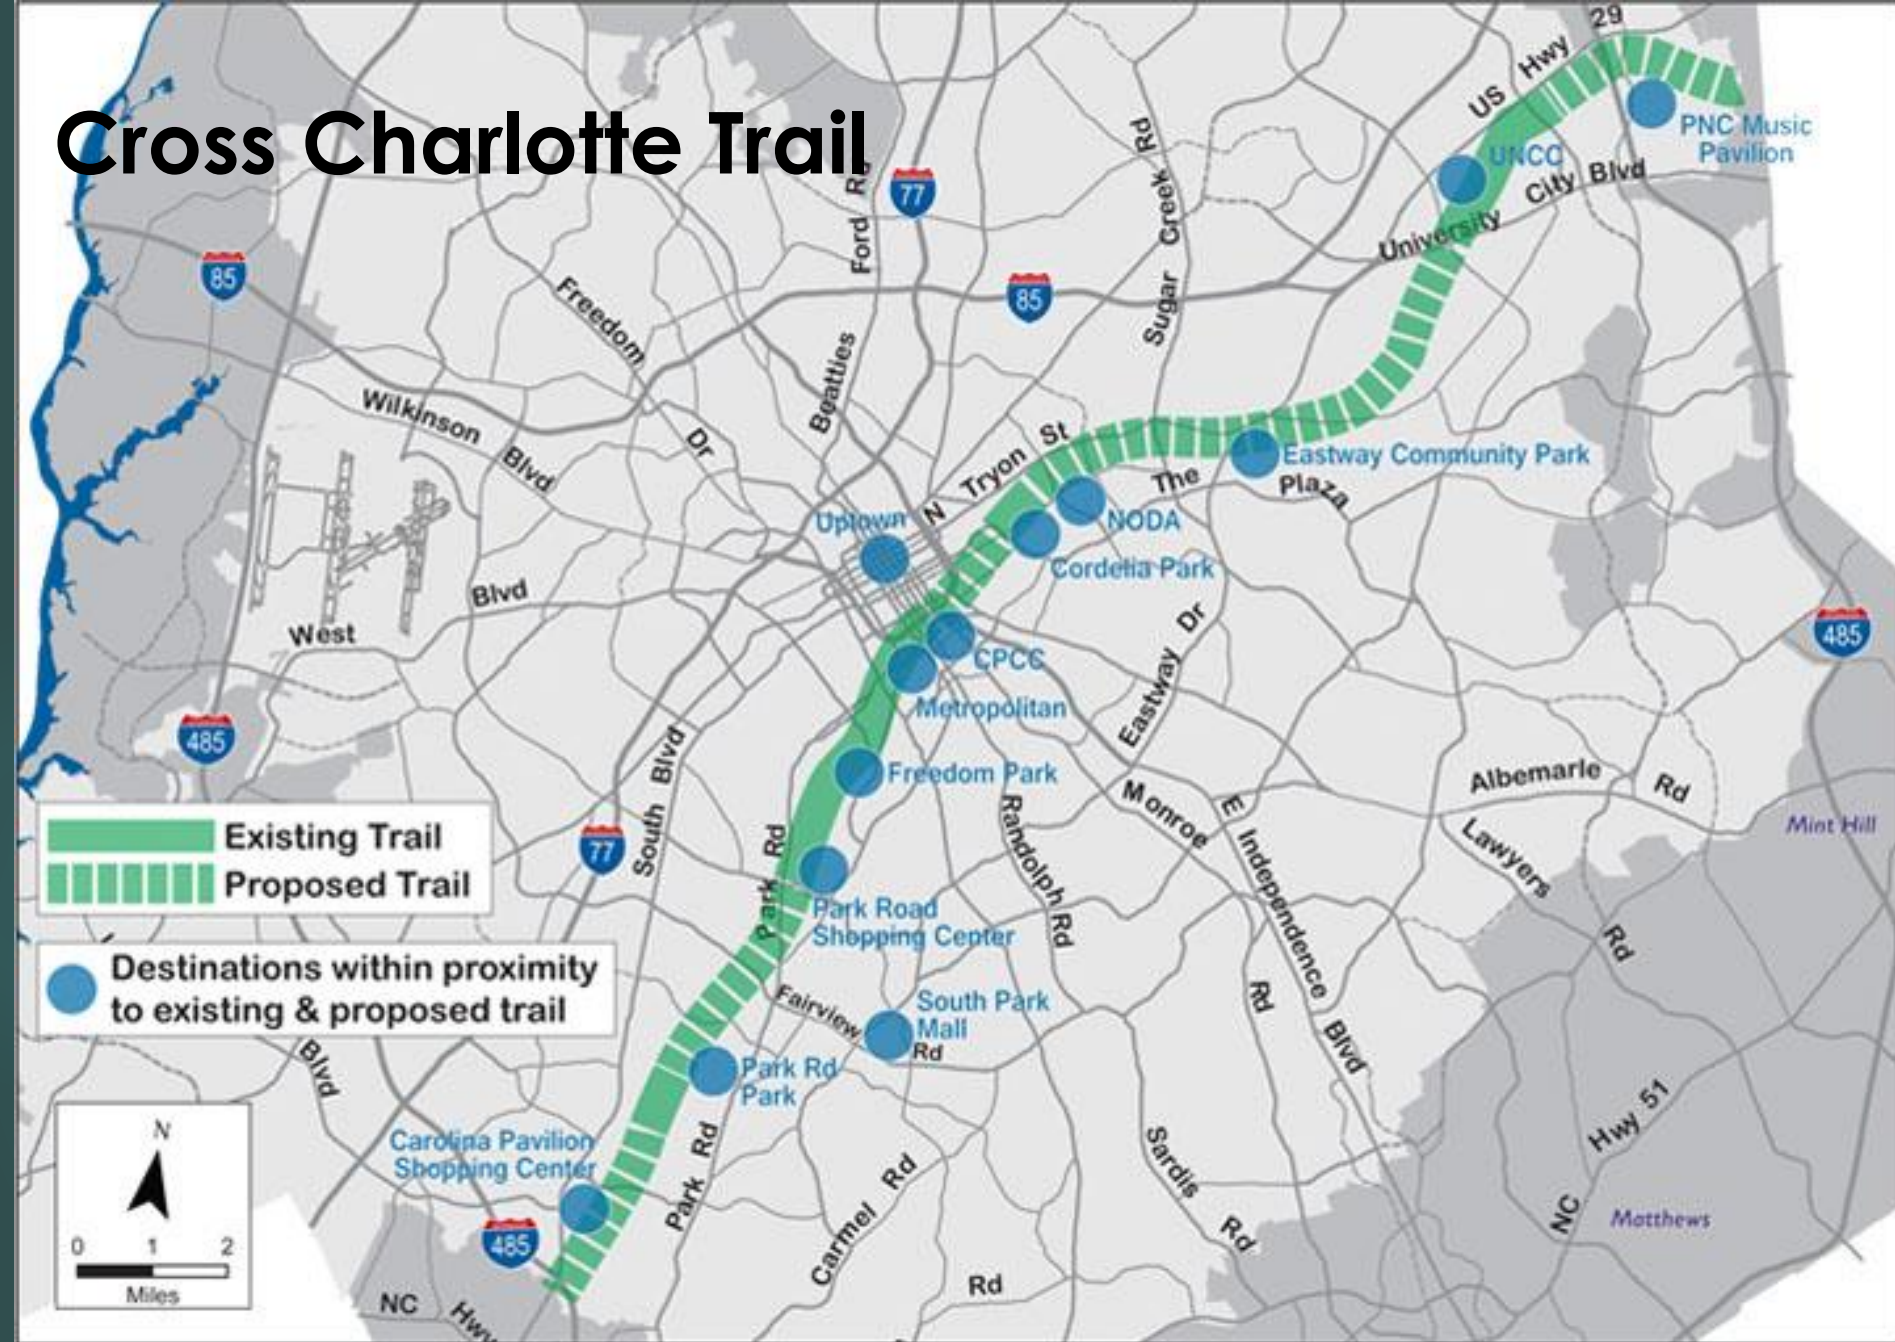 Cross Charlotte Trail
29
US Hwy
PNC Music
Pavilion
UNCC
City Blvd
University
Sugar Creek Rd
77
Beatties Ford Rd
85
85
Freedom Dr
Wilkinson Blvd
N Tryon St
Eastway Community Park
The Plaza
NODA
Uptown
Cordelia Park
West Blvd
CPCC
485
Eastway Dr
Metropolitan
485
South Blvd
Freedom Park
Albemarle Rd
Monroe Rd
E Independence Blvd
Mint Hill
Lawyers Rd
Randolph Rd
77
Park Rd
Existing Trail
Proposed Trail
Park Road
Shopping Center
Destinations within proximity
to existing & proposed trail
Fairview Rd
South Park
Mall
Park Rd
Park
Blvd
Carolina Pavilion
Shopping Center
Park Rd
Carmel Rd
Sardis Rd
NC Hwy 51
Matthews
N
0 1 2
Miles
485
NC Hwy
Rd